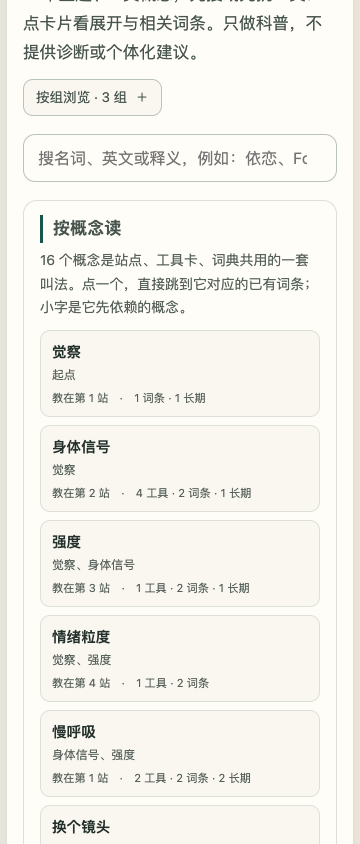 点卡片看展开与相关词条。只做科普，不
提供诊断或个体化建议。
按组浏览 · 3 组 +
搜名词、英文或释义，例如：依恋、Fo
按概念读
16 个概念是站点、工具卡、词典共用的一套
叫法。点一个，直接跳到它对应的已有词条；
小字是它先依赖的概念。
觉察
起点
教在第 1 站 · 1 词条 · 1 长期
身体信号
觉察
教在第 2 站 · 4 工具 · 2 词条 · 1 长期
强度
觉察、身体信号
教在第 3 站 · 1 工具 · 2 词条 · 1 长期
情绪粒度
觉察、强度
教在第 4 站 · 1 工具 · 2 词条
慢呼吸
身体信号、强度
教在第 1 站 · 2 工具 · 2 词条 · 2 长期
换个镜头